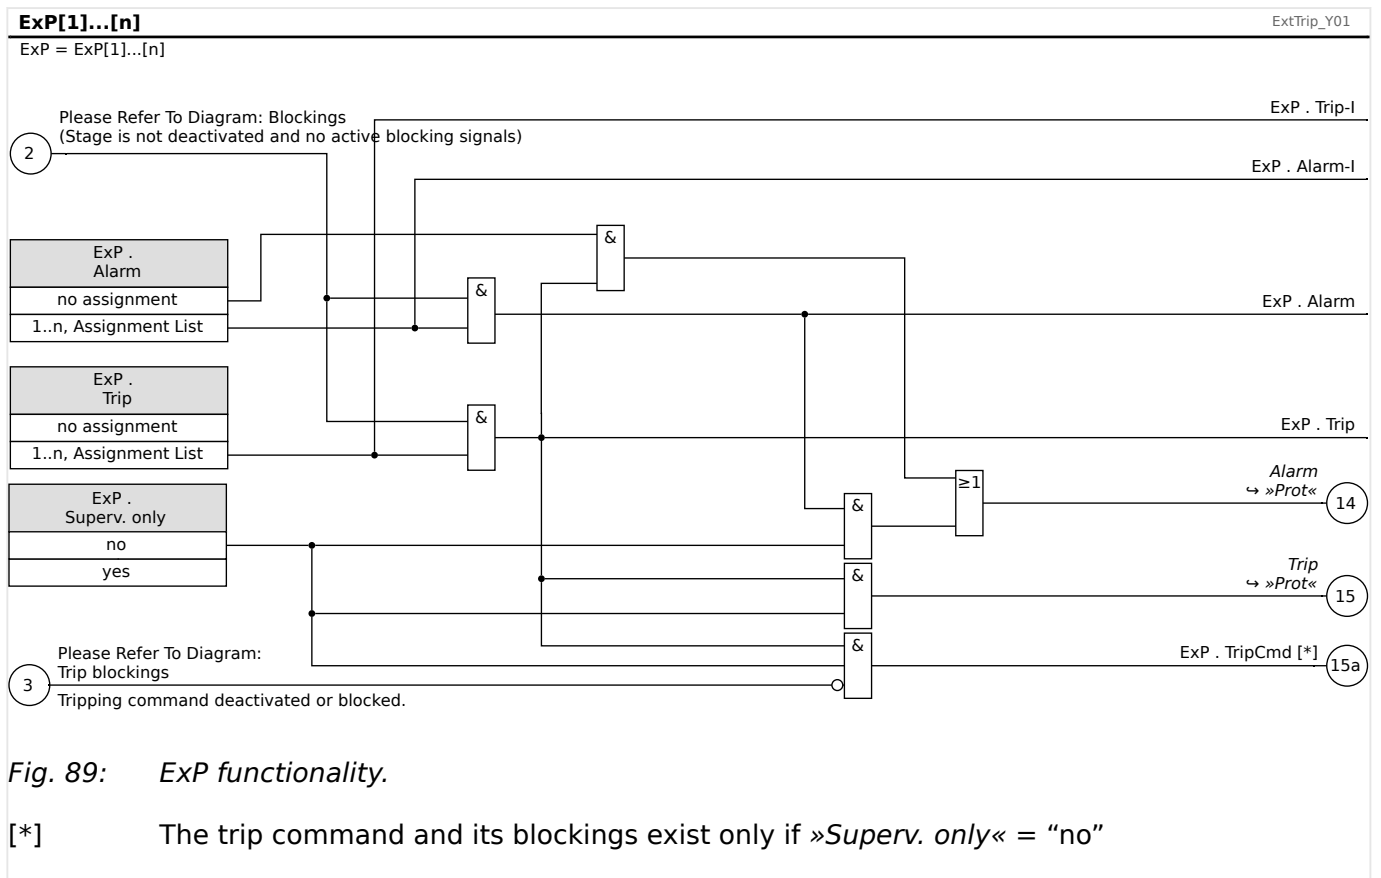 ExP[1]...[n]
ExtTrip_Y01
ExP = ExP[1]...[n]
Please Refer To Diagram: Blockings
(Stage is not deactivated and no active blocking signals)
2
ExP . Trip-I
ExP . Alarm-I
ExP .
Alarm
no assignment
1..n, Assignment List
&
&
ExP . Alarm
ExP .
Trip
no assignment
1..n, Assignment List
&
ExP . Trip
ExP .
Superv. only
no
yes
≥1
Alarm
↪ »Prot«
14
&
&
Trip
↪ »Prot«
15
&
ExP . TripCmd [*]
15a
Please Refer To Diagram:
Trip blockings
3
Tripping command deactivated or blocked.
Fig. 89: ExP functionality.
[*] The trip command and its blockings exist only if »Superv. only« = “no”